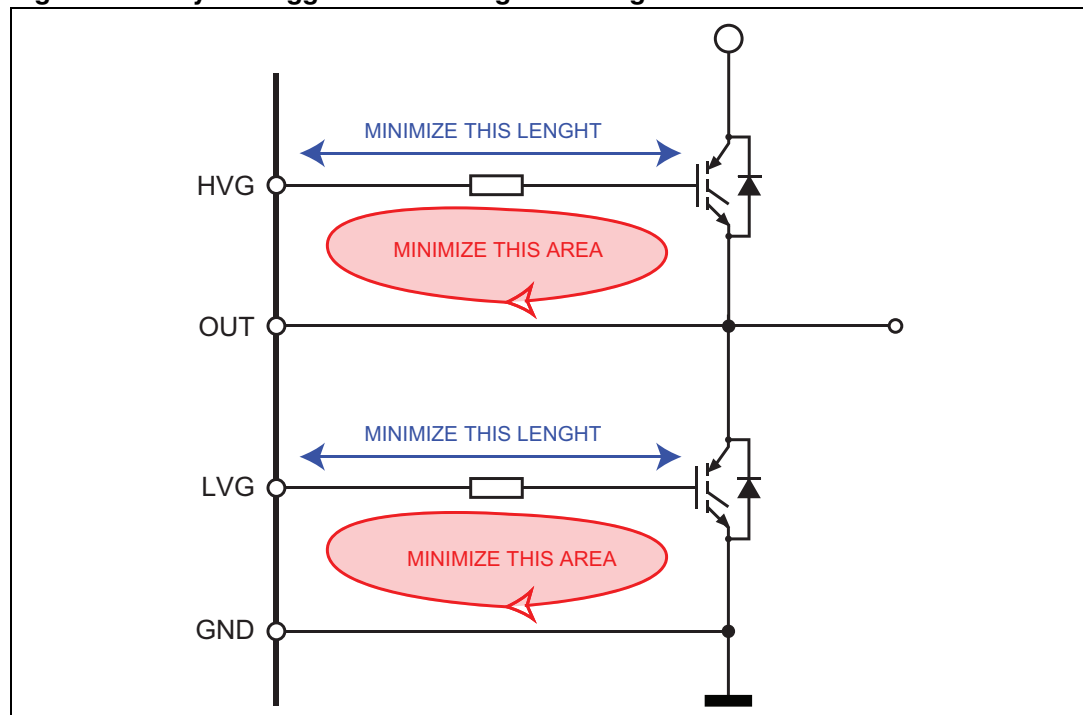 MINIMIZE THIS LENGHT
HVG
MINIMIZE THIS AREA
OUT
MINIMIZE THIS LENGHT
LVG
MINIMIZE THIS AREA
GND